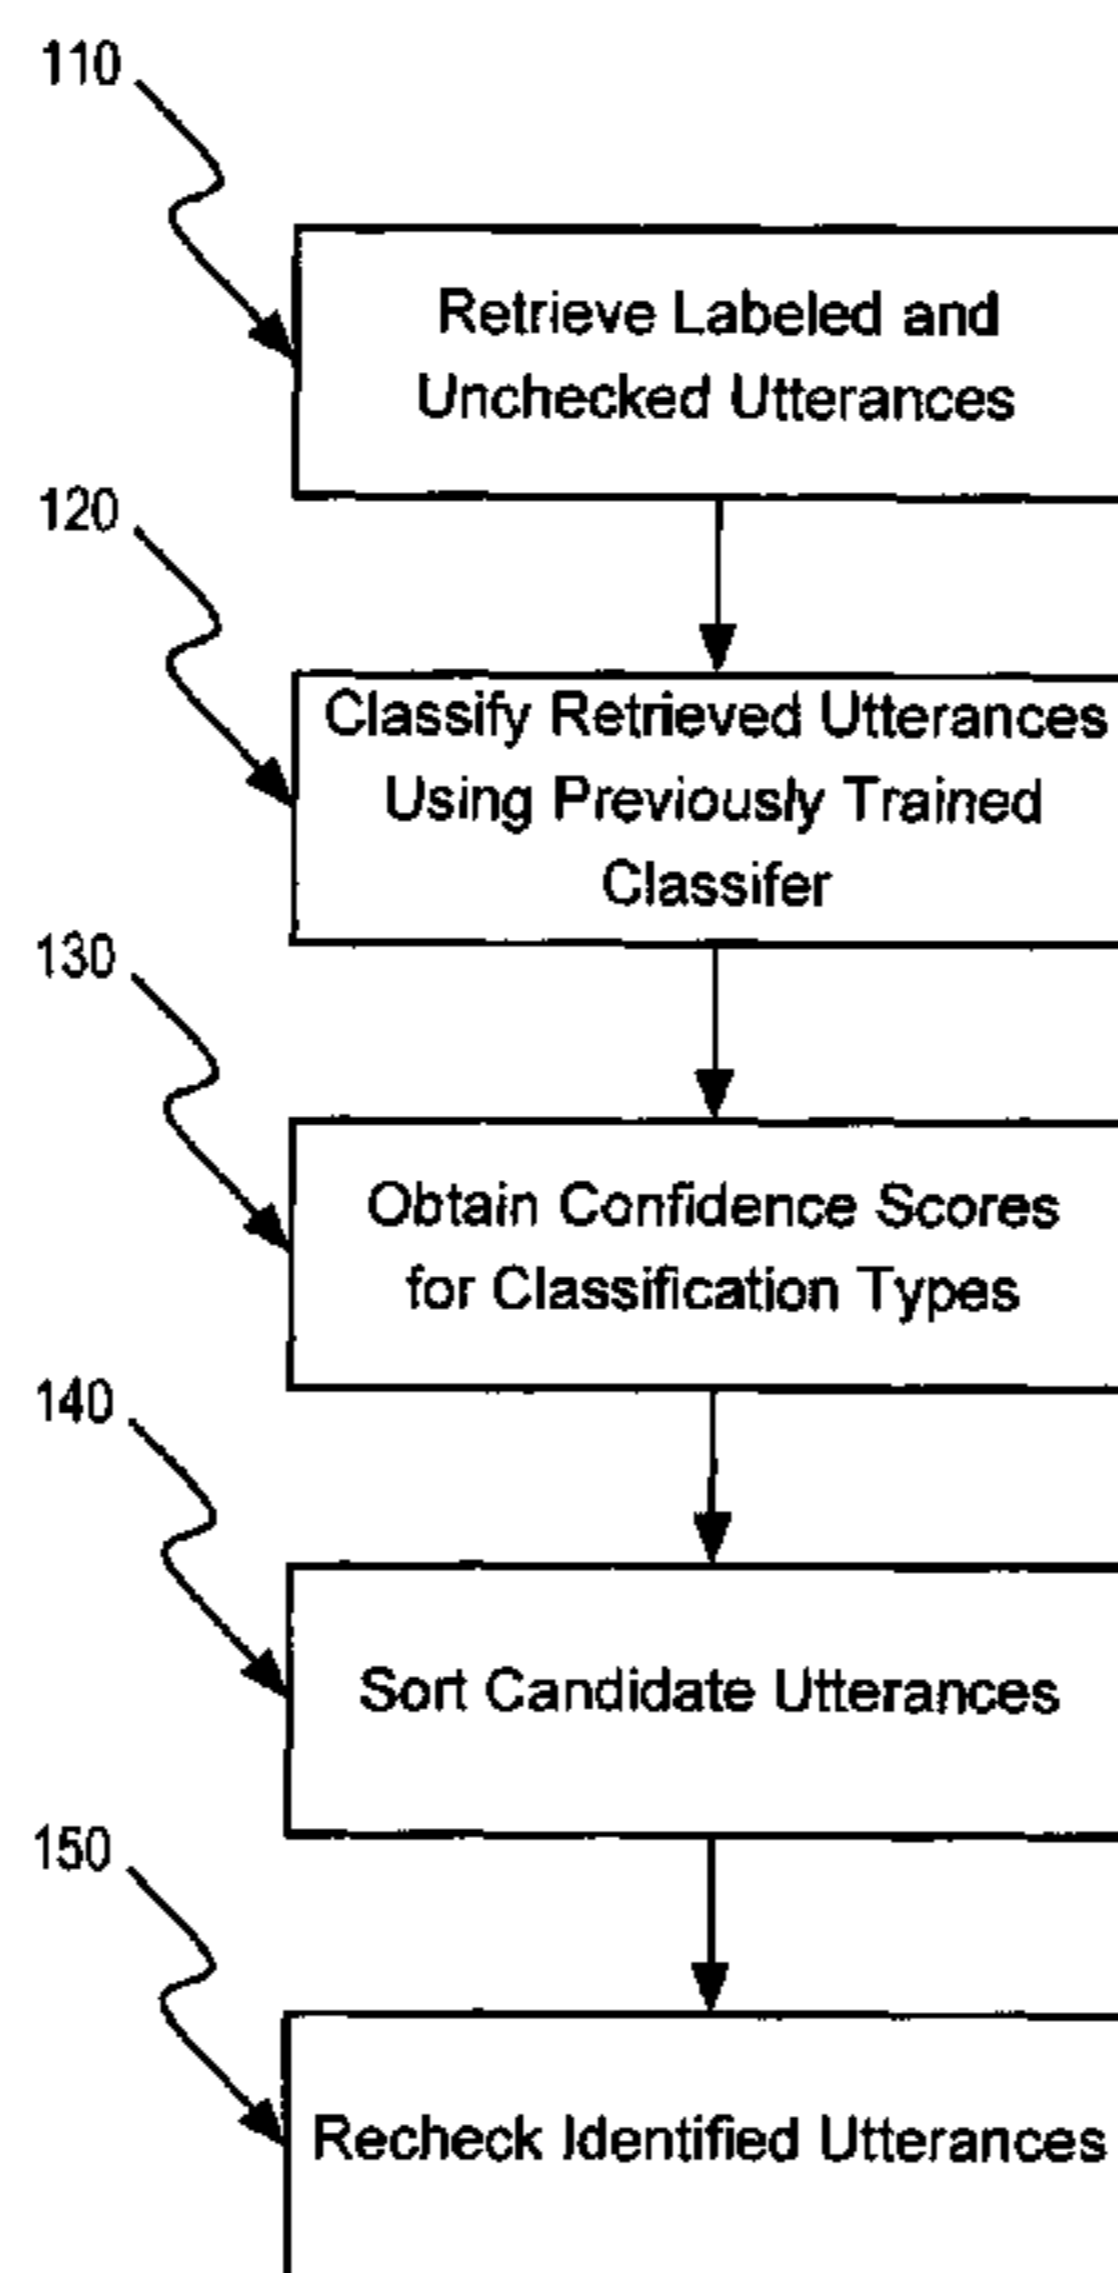 110
Retrieve Labeled and
Unchecked Utterances
120
Classify Retrieved Utterances
Using Previously Trained
Classifer
130
Obtain Confidence Scores
for Classification Types
140
Sort Candidate Utterances
150
Recheck Identified Utterances